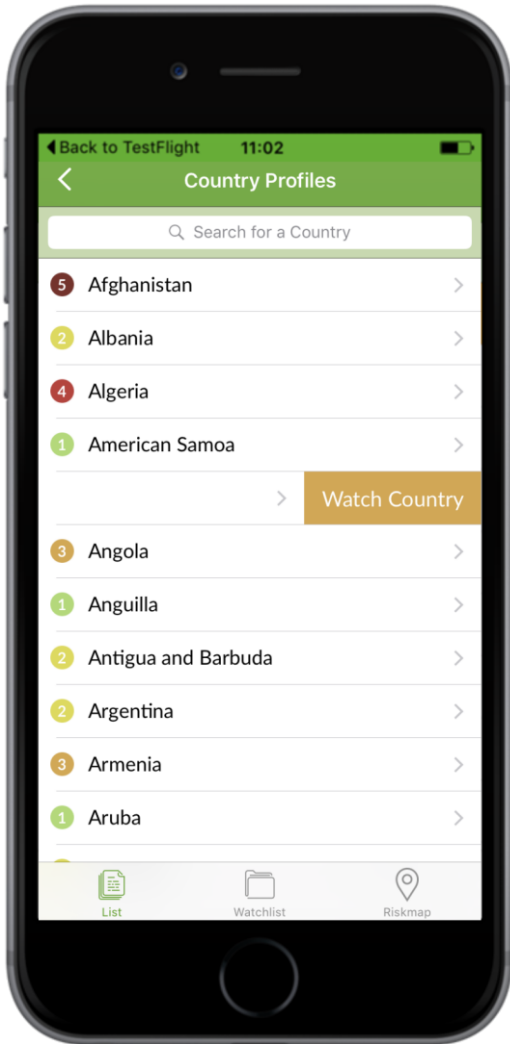 Back to TestFlight 11:02
Country Profiles
Search for a Country
5 Afghanistan
2 Albania
4 Algeria
1 American Samoa
Watch Country
3 Angola
1 Anguilla
2 Antigua and Barbuda
2 Argentina
3 Armenia
1 Aruba
List Watchlist Riskmap